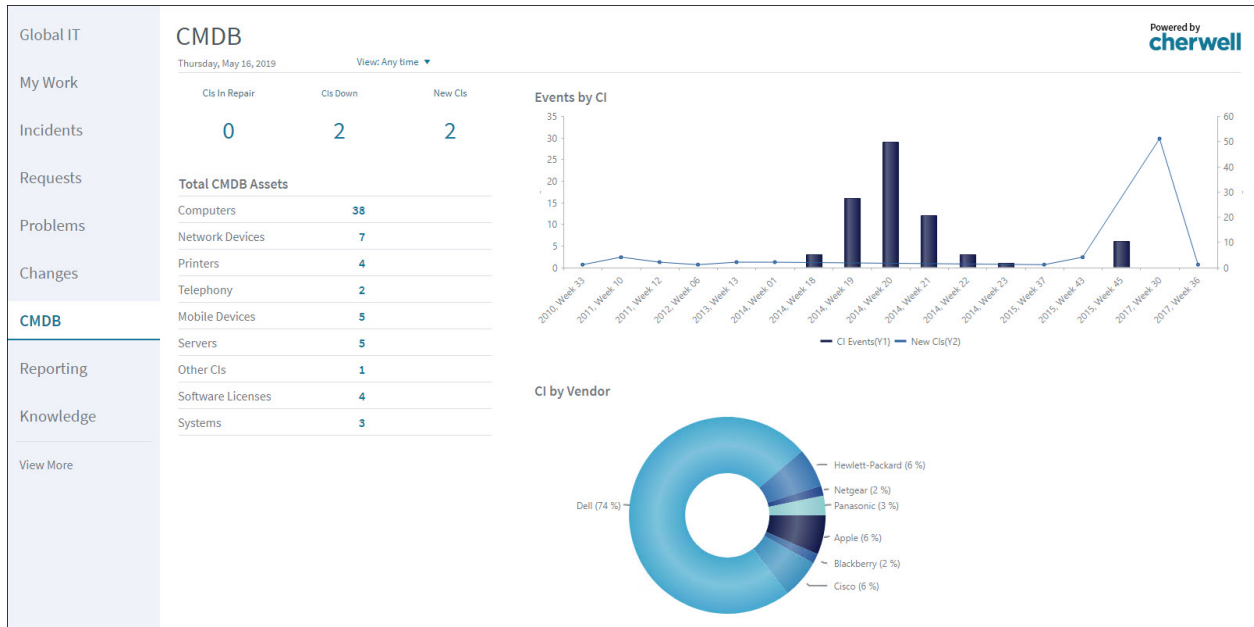 Global IT
My Work
Incidents
Requests
Problems
Changes
CMDB
Reporting
Knowledge
View More
CMDB
Thursday, May 16, 2019
View: Any time
Powered by
cherwell
CIs In Repair CIs Down New CIs
0 2 2
Total CMDB Assets
Computers 38
Network Devices 7
Printers 4
Telephony 2
Mobile Devices 5
Servers 5
Other CIs 1
Software Licenses 4
Systems 3
Events by CI
35
30
25
20
15
10
5
0
60
50
40
30
20
10
0
2010, Week 33
2011, Week 10
2011, Week 12
2012, Week 06
2013, Week 13
2014, Week 01
2014, Week 18
2014, Week 19
2014, Week 20
2014, Week 21
2014, Week 22
2014, Week 23
2015, Week 37
2015, Week 43
2015, Week 45
2017, Week 30
2017, Week 36
CI Events(Y1) New CIs(Y2)
CI by Vendor
Dell (74 %)
Hewlett-Packard (6 %)
Netgear (2 %)
Panasonic (3 %)
Apple (6 %)
Blackberry (2 %)
Cisco (6 %)